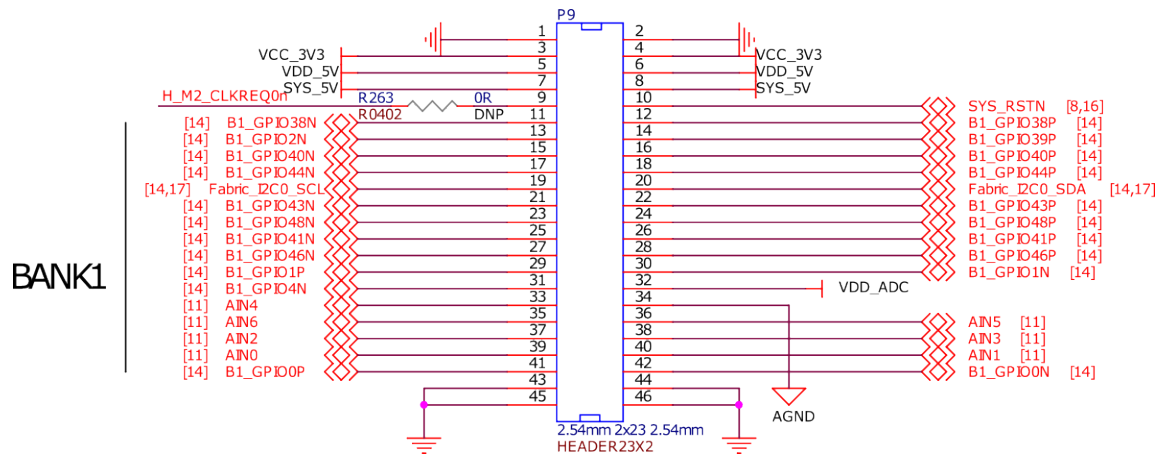 P9
1 2
VCC_3V3 3 4 VCC_3V3
VDD_5V 5 6 VDD_5V
SYS_5V 7 8 SYS_5V
H_M2_CLKREQ0n R263 0R 9 10 SYS_RSTN [8,16]
R0402 DNP
[14] B1_GPIO38N 11 12 B1_GPIO38P [14]
[14] B1_GPIO2N 13 14 B1_GPIO39P [14]
[14] B1_GPIO40N 15 16 B1_GPIO40P [14]
[14] B1_GPIO44N 17 18 B1_GPIO44P [14]
[14,17] Fabric_I2C0_SCL 19 20 Fabric_I2C0_SDA [14,17]
[14] B1_GPIO43N 21 22 B1_GPIO43P [14]
[14] B1_GPIO48N 23 24 B1_GPIO48P [14]
[14] B1_GPIO41N 25 26 B1_GPIO41P [14]
[14] B1_GPIO46N 27 28 B1_GPIO46P [14]
BANK1
[14] B1_GPIO1P 29 30 B1_GPIO1N [14]
[14] B1_GPIO4N 31 32 VDD_ADC
[11] AIN4 33 34
[11] AIN6 35 36 AIN5 [11]
[11] AIN2 37 38 AIN3 [11]
[11] AIN0 39 40 AIN1 [11]
[14] B1_GPIO0P 41 42 B1_GPIO0N [14]
43 44
45 46
AGND
2.54mm 2x23 2.54mm
HEADER23X2